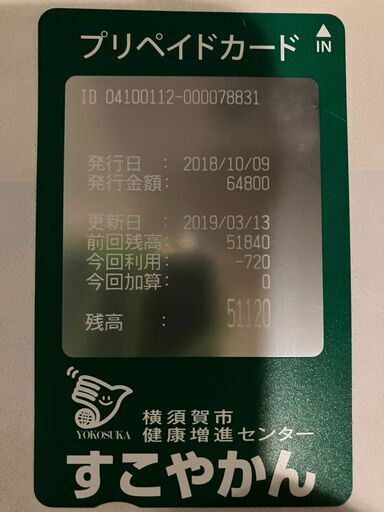 プリペイドカード
IN
ID 04100112-000078831
発行日 : 2018/10/09
発行金額: 64800
更新日 : 2019/03/13
前回残高: 51840
今回利用: -720
今回加算: 0
残高 : 51120
YOKOSUKA
横須賀市
健康増進センター
すこやかん